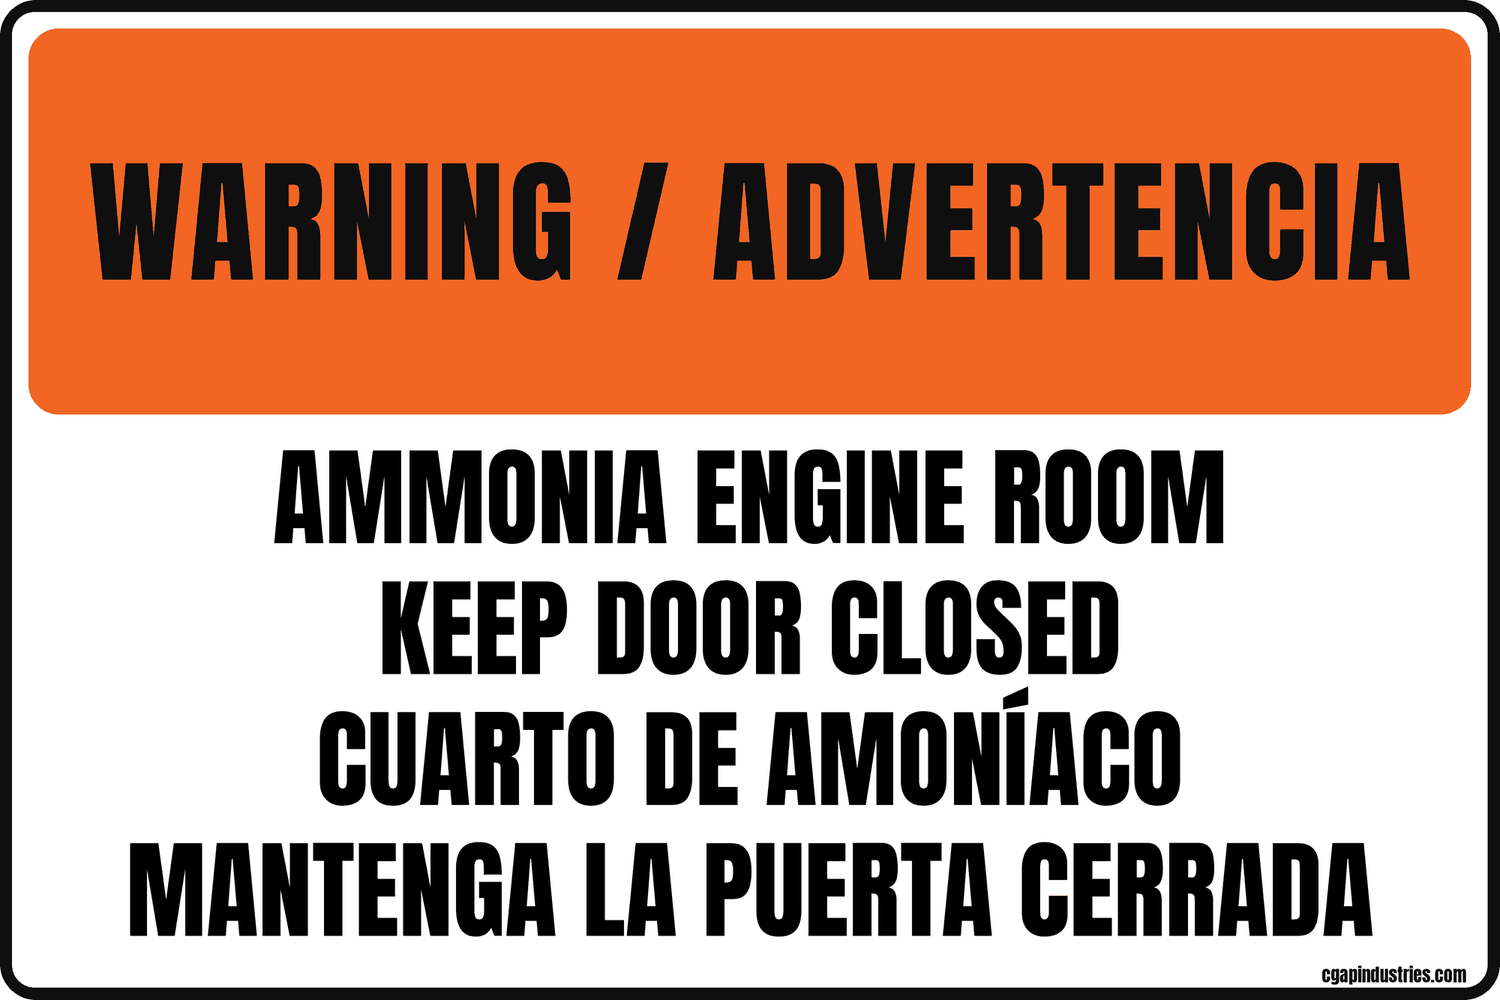 WARNING / ADVERTENCIA
AMMONIA ENGINE ROOM
KEEP DOOR CLOSED
CUARTO DE AMONÍACO
MANTENGA LA PUERTA CERRADA
cgapindustries.com